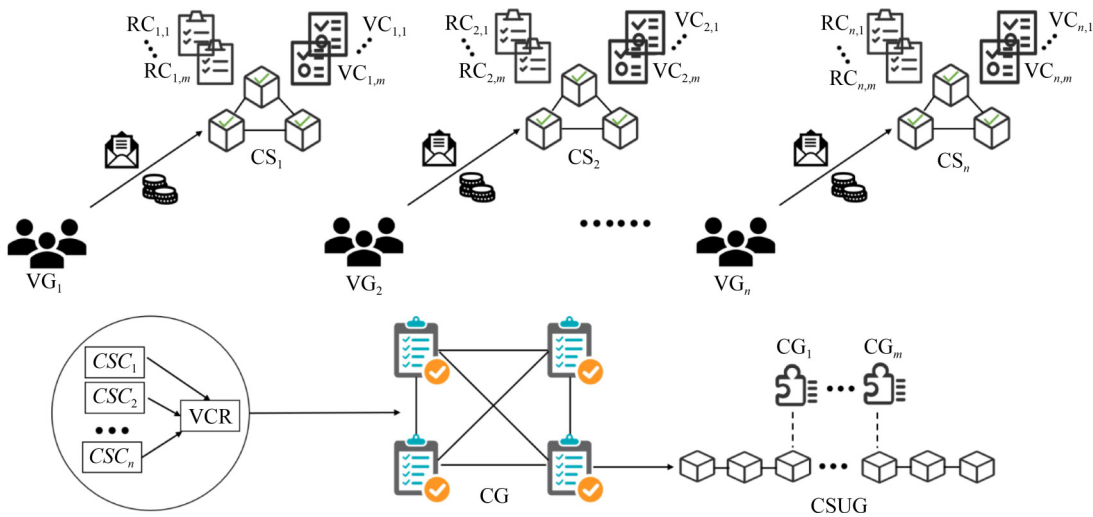 RC1,1
RC1,m
VC1,1
VC1,m
CS1
VG1
RC2,1
RC2,m
VC2,1
VC2,m
CS2
VG2
RCn,1
RCn,m
VCn,1
VCn,m
CSn
VGn
CSC1
CSC2
CSCn
VCR
CG
CG1
CGm
CSUG